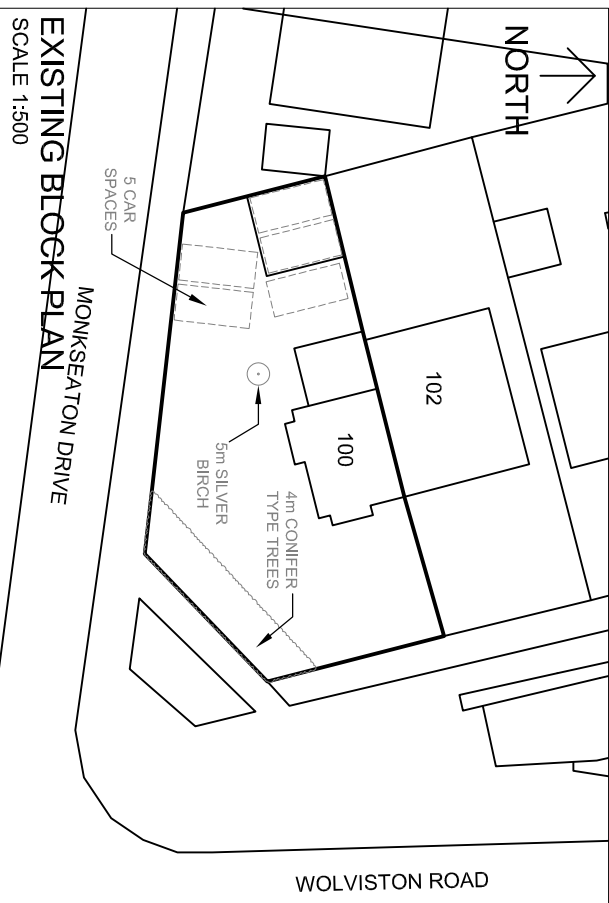 NORTH
102
100
5 CAR
SPACES
5m SILVER
BIRCH
4m CONIFER
TYPE TREES
MONKSEATON DRIVE
WOLVISTON ROAD
EXISTING BLOCK PLAN
SCALE 1:500